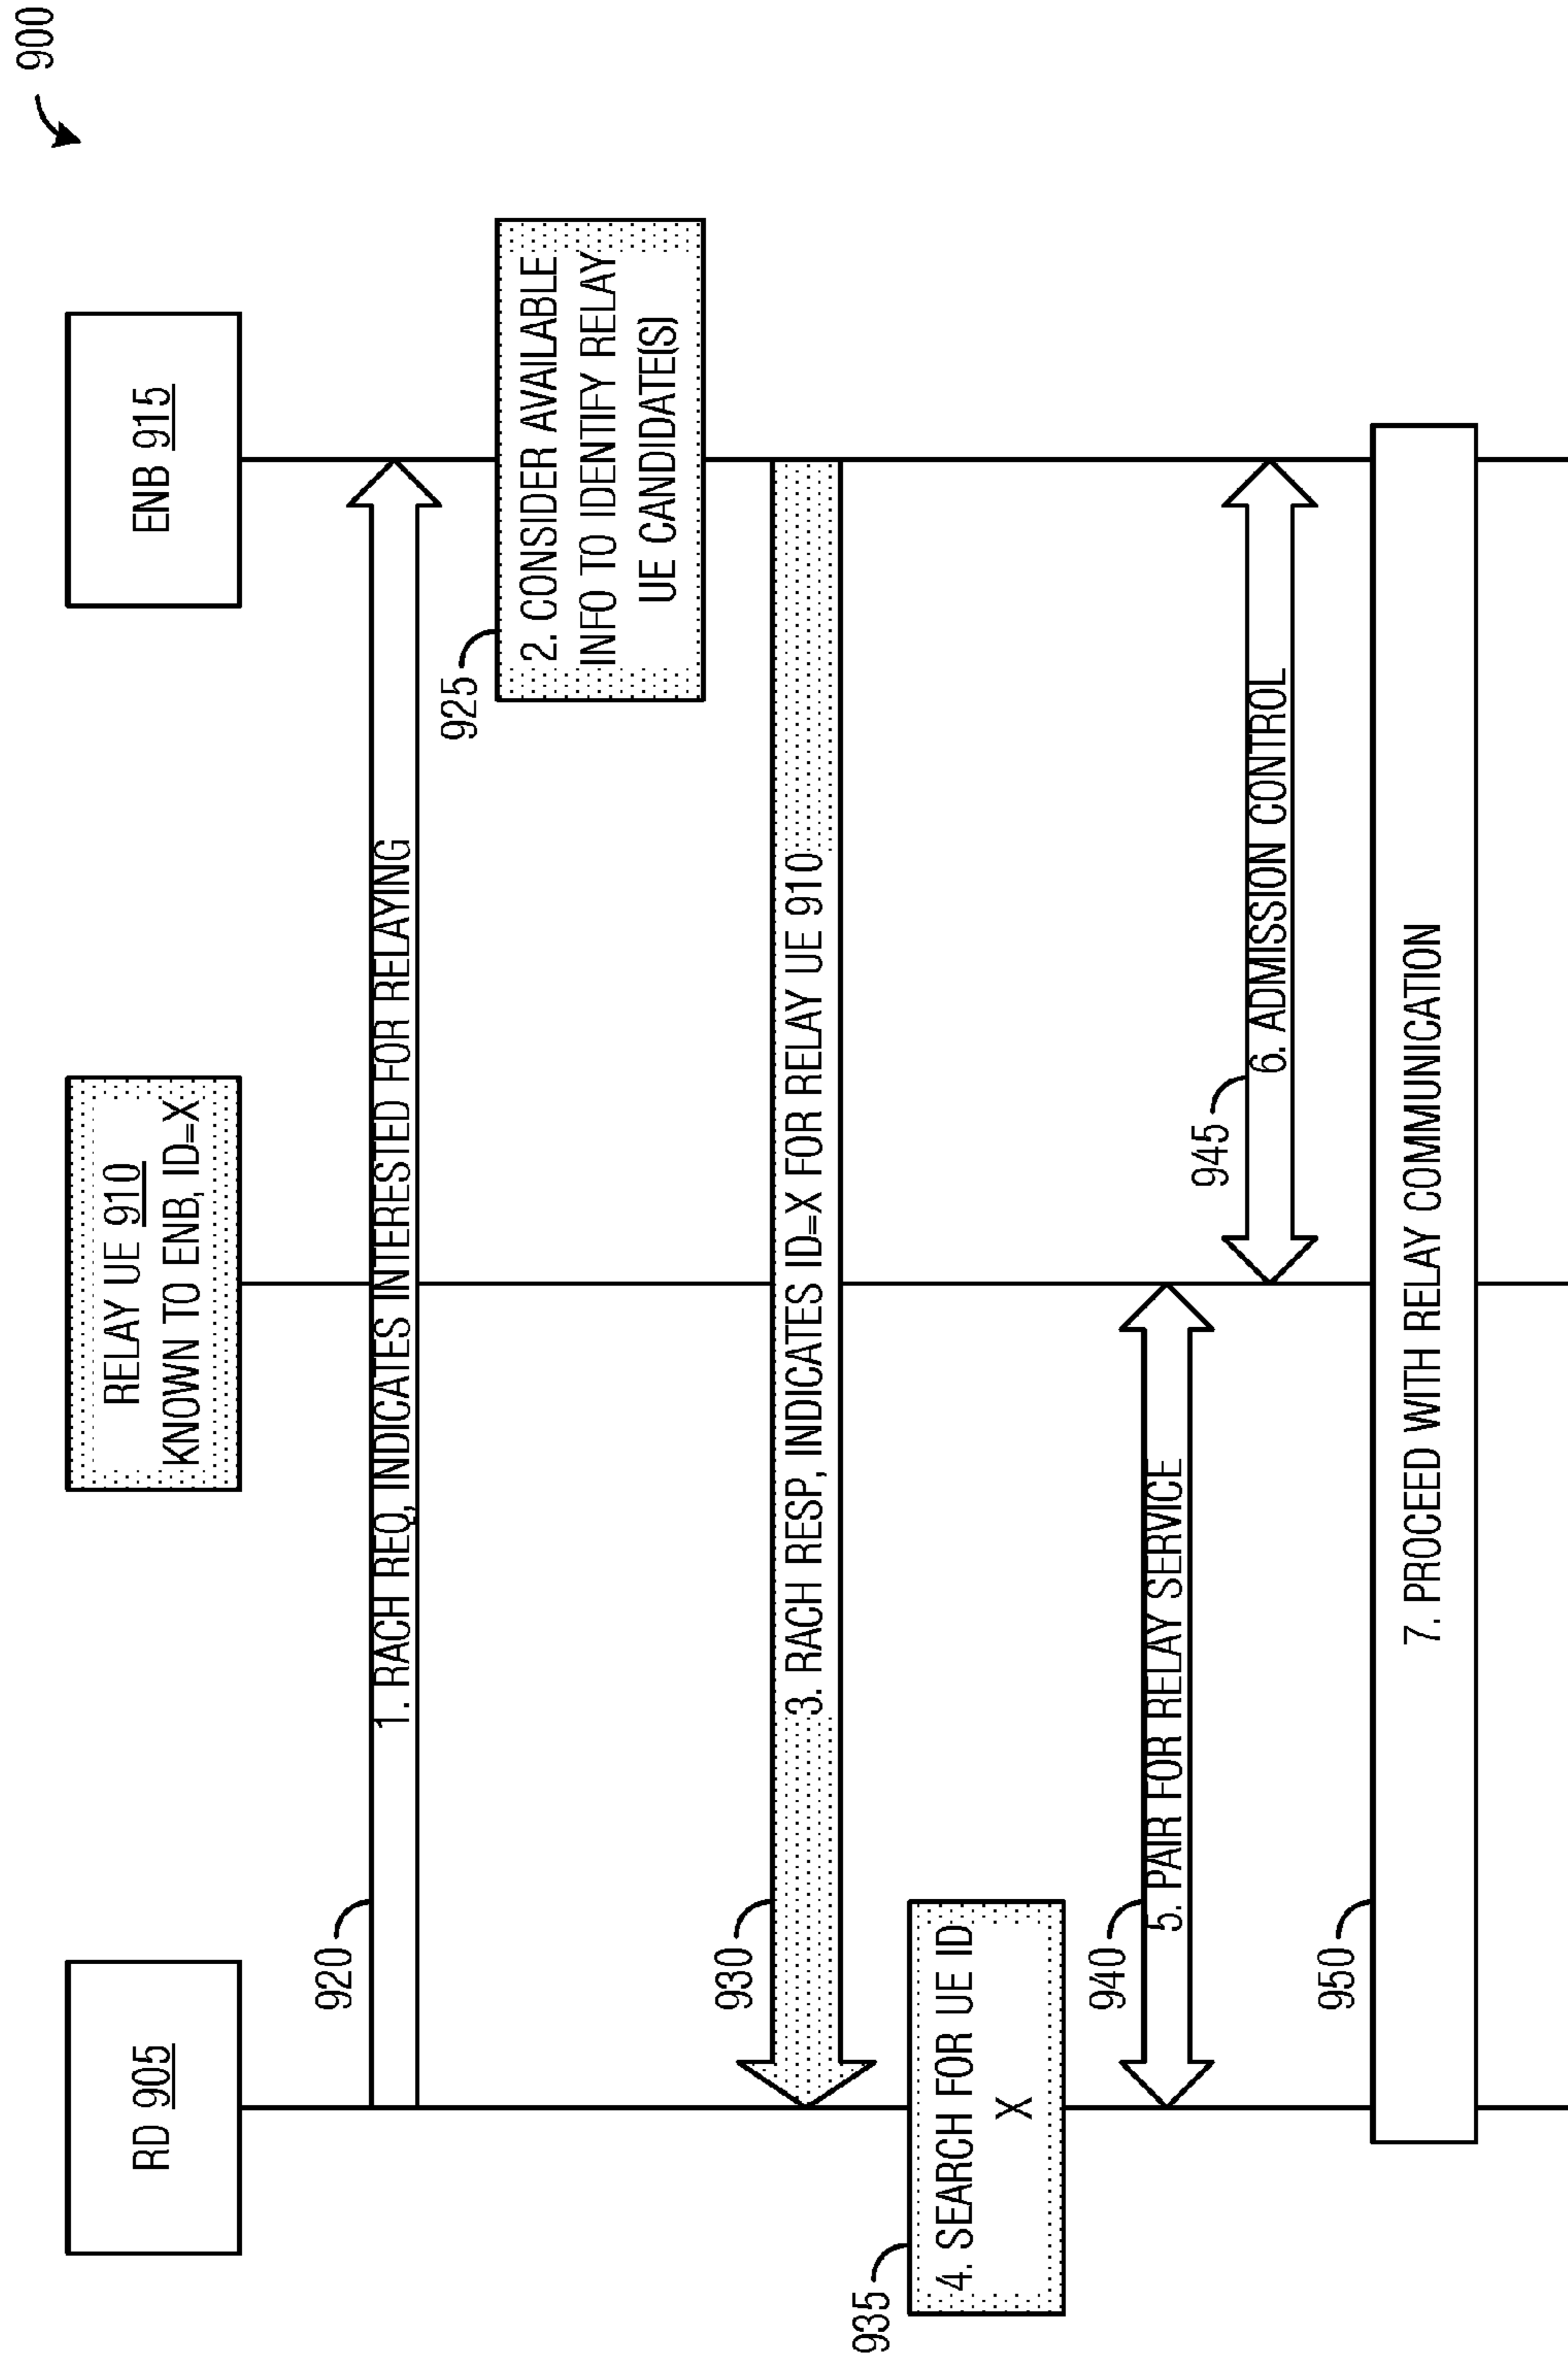 900
RD 905
RELAY UE 910
KNOWN TO ENB, ID=X
ENB 915
920
1. RACH REQ, INDICATES INTERESTED FOR RELAYING
925
2. CONSIDER AVAILABLE
INFO TO IDENTIFY RELAY
UE CANDIDATE(S)
930
3. RACH RESP, INDICATES ID=X FOR RELAY UE 910
935
4. SEARCH FOR UE ID
X
940
5. PAIR FOR RELAY SERVICE
945
6. ADMISSION CONTROL
950
7. PROCEED WITH RELAY COMMUNICATION